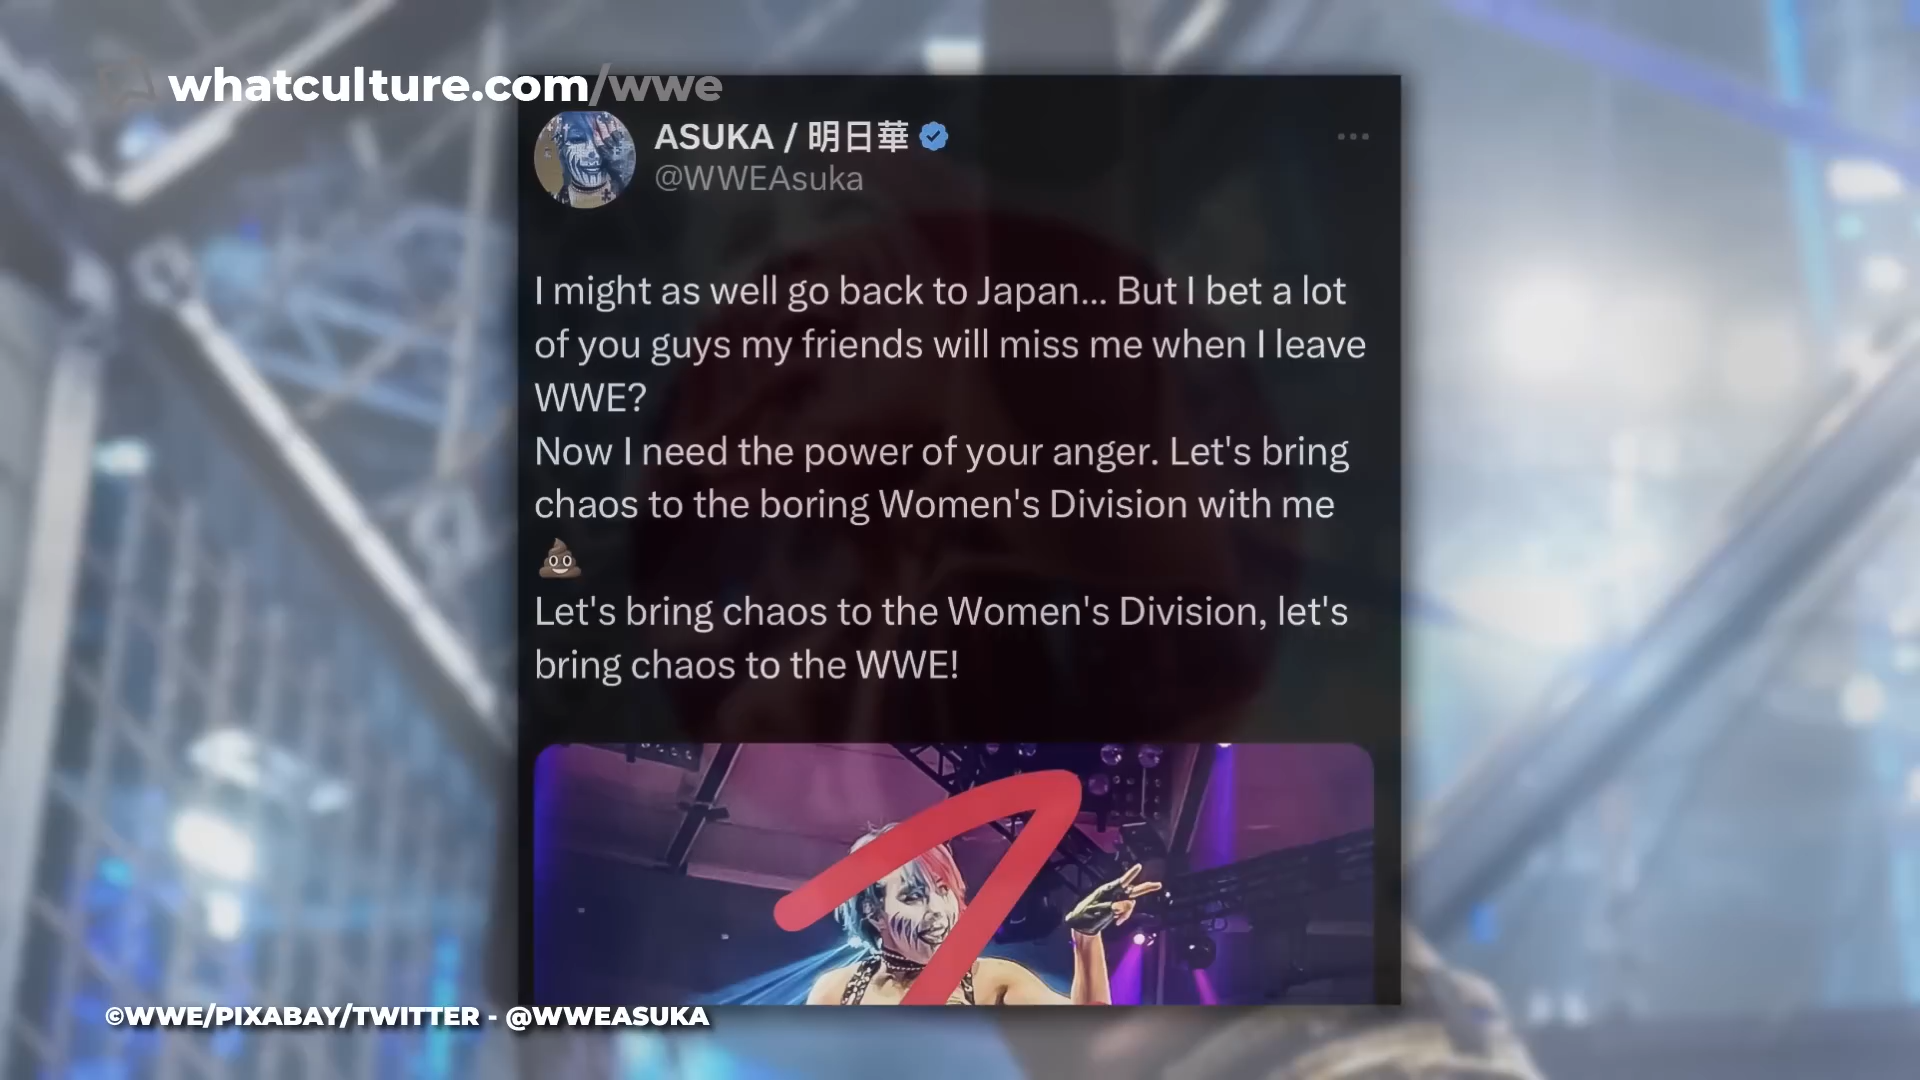 whatculture.com/wwe
ASUKA / 明日華
@WWEAsuka
I might as well go back to Japan... But I bet a lot
of you guys my friends will miss me when I leave
WWE?
Now I need the power of your anger. Let's bring
chaos to the boring Women's Division with me
💩
Let's bring chaos to the Women's Division, let's
bring chaos to the WWE!
©WWE/PIXABAY/TWITTER - @WWEASUKA